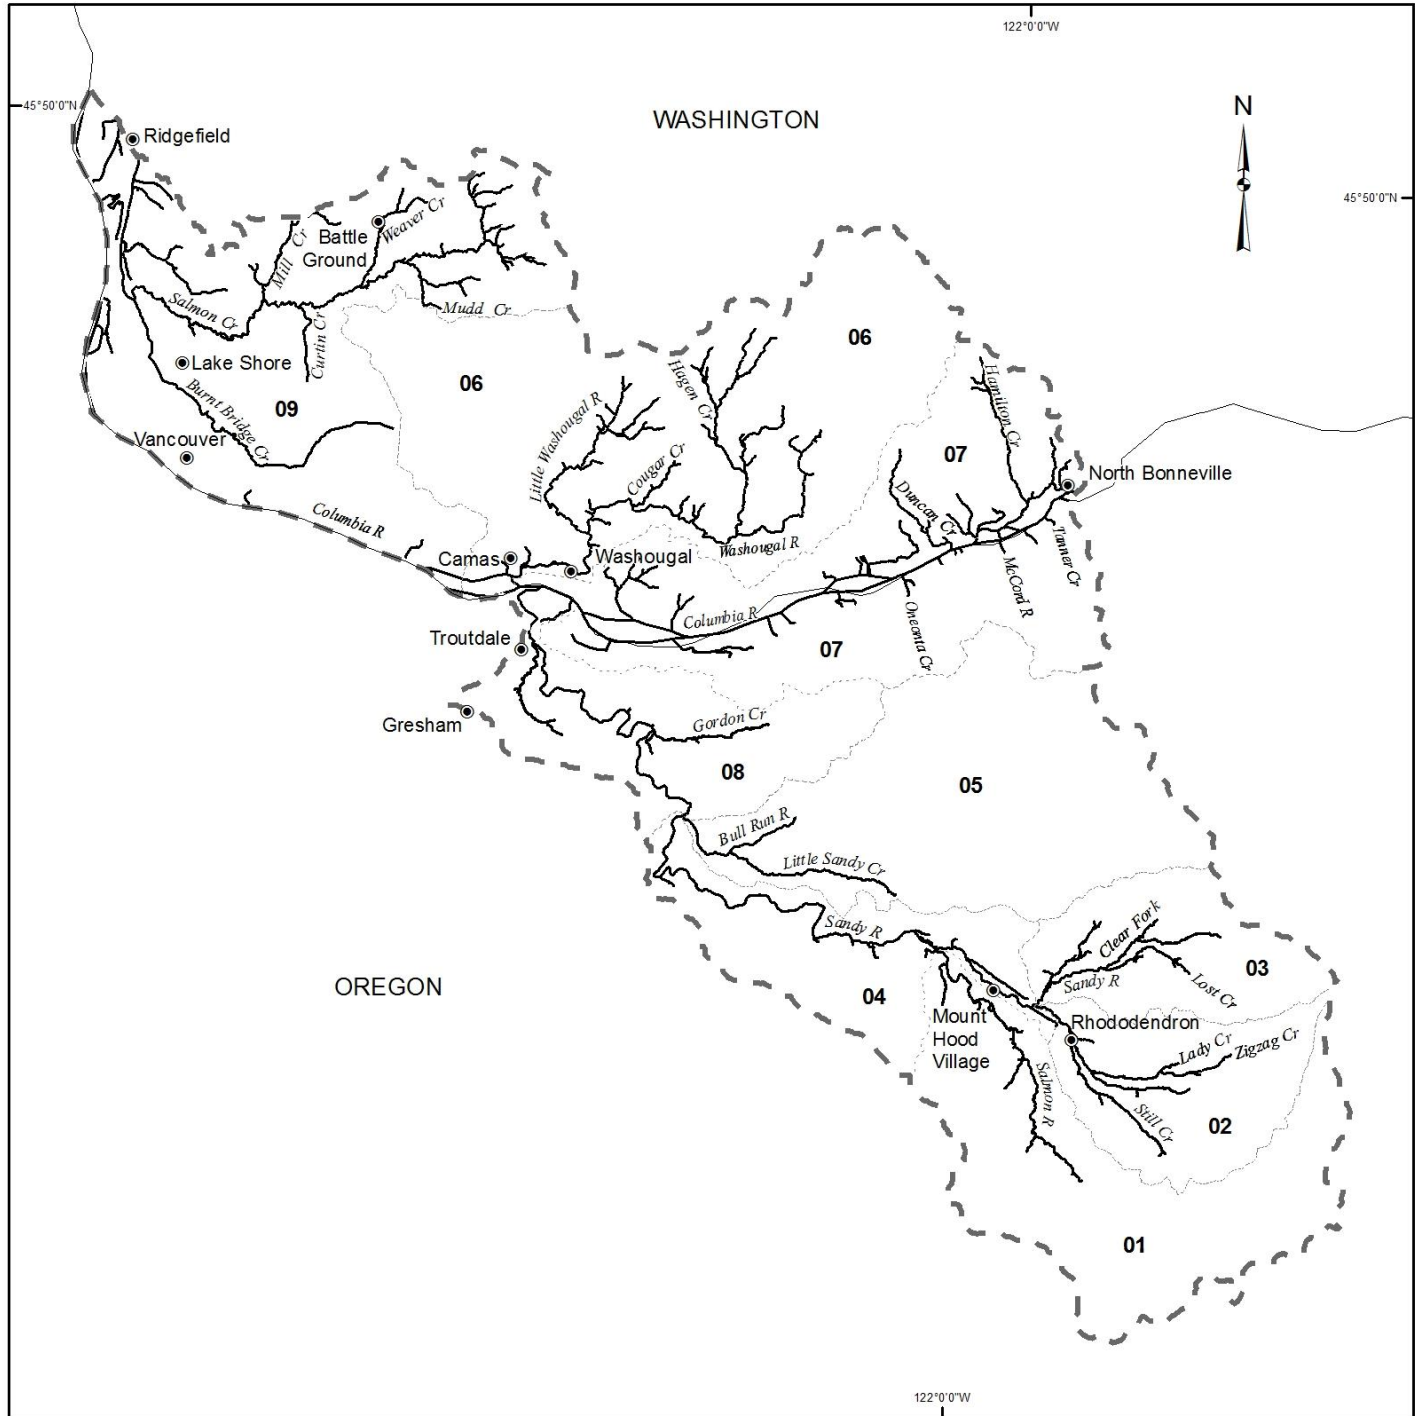 122°0'0"W
45°50'0"N
WASHINGTON
N
Ridgefield
45°50'0"N
Battle
Ground
Weaver Cr
Mill Cr
Salmon Cr
Mudd Cr
Curtin Cr
06
Lake Shore
06
09
Burnt Bridge Cr
Vancouver
Hagen Cr
Hamilton Cr
Little Washougal R
Cougar Cr
07
North Bonneville
Duncan Cr
Columbia R
Camas
Washougal
Washougal R
Tanner Cr
McCord R
Columbia R
Oneonta Cr
Troutdale
07
Gresham
Gordon Cr
08
05
Bull Run R
Little Sandy Cr
Sandy R
Clear Fork
Sandy R
Lost Cr
03
OREGON
04
Mount
Hood
Village
Rhododendron
Lady Cr
Zigzag Cr
Salmon R
Still Cr
02
01
122°0'0"W